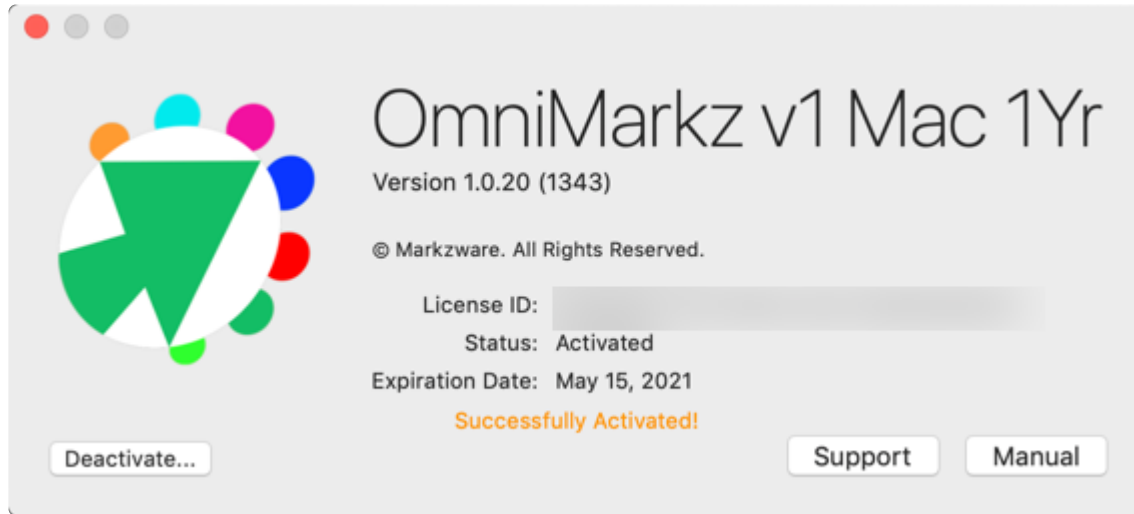 OmniMarkz v1 Mac 1Yr
Version 1.0.20 (1343)
© Markzware. All Rights Reserved.
License ID:
Status: Activated
Expiration Date: May 15, 2021
Successfully Activated!
Deactivate...
Support
Manual